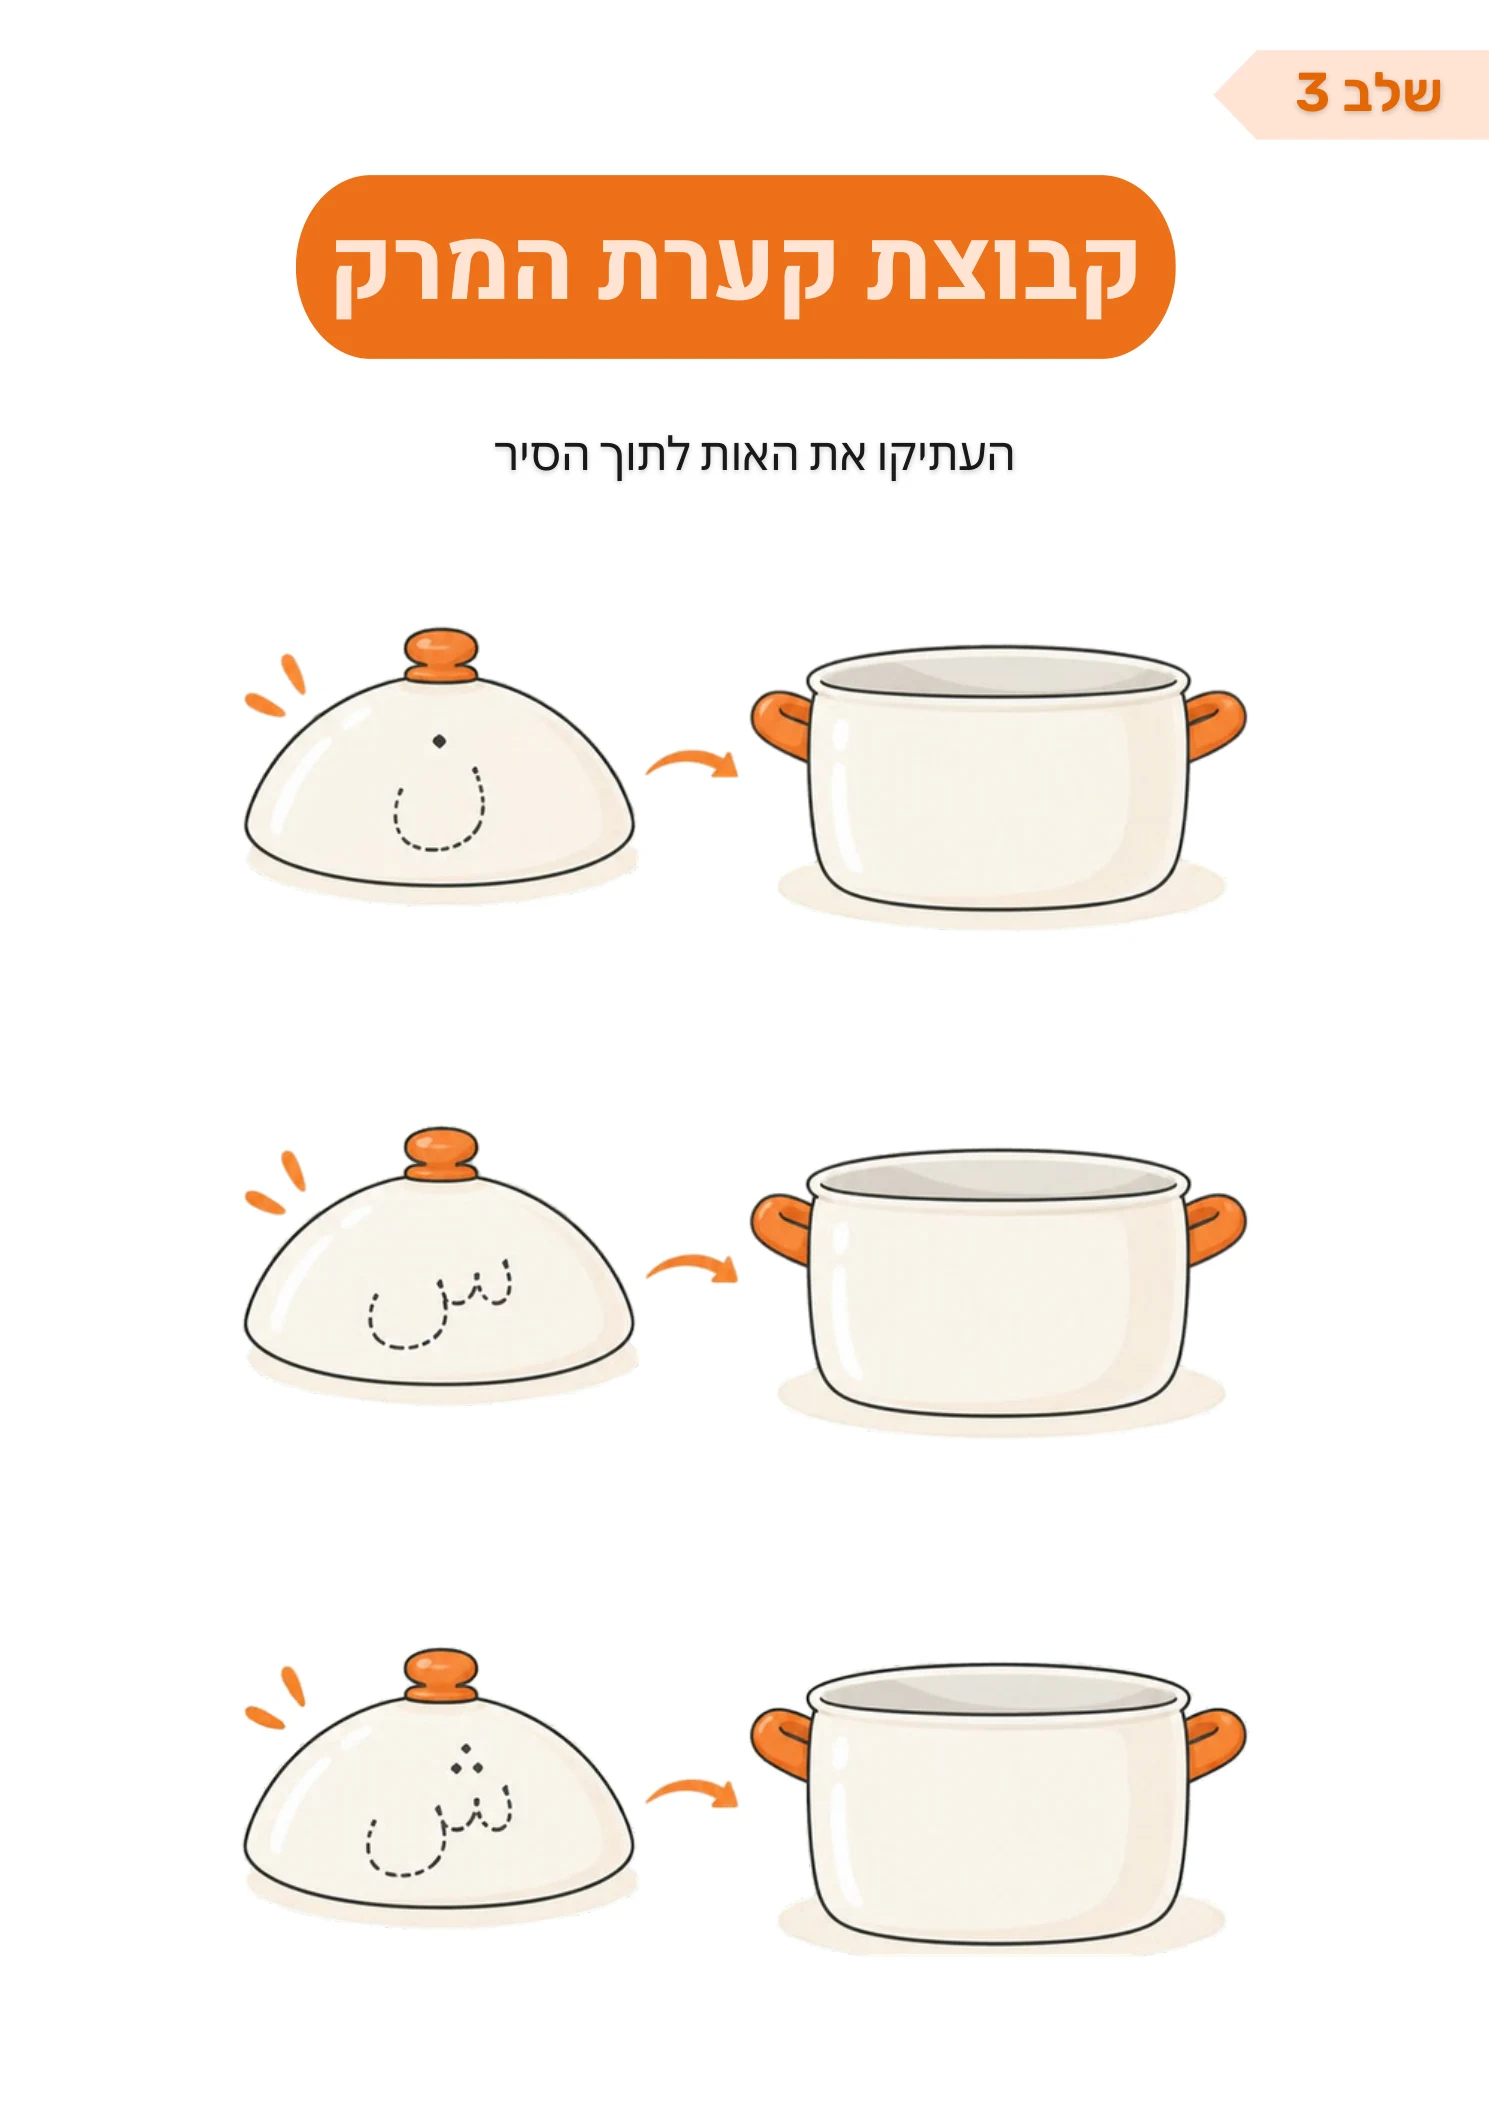 שלב 3
קבוצת קערת המרק
העתיקו את האות לתוך הסיר
ن
س
ش